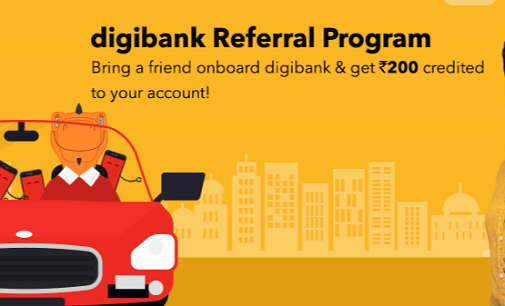 digibank Referral Program
Bring a friend onboard digibank & get ₹200 credited
to your account!